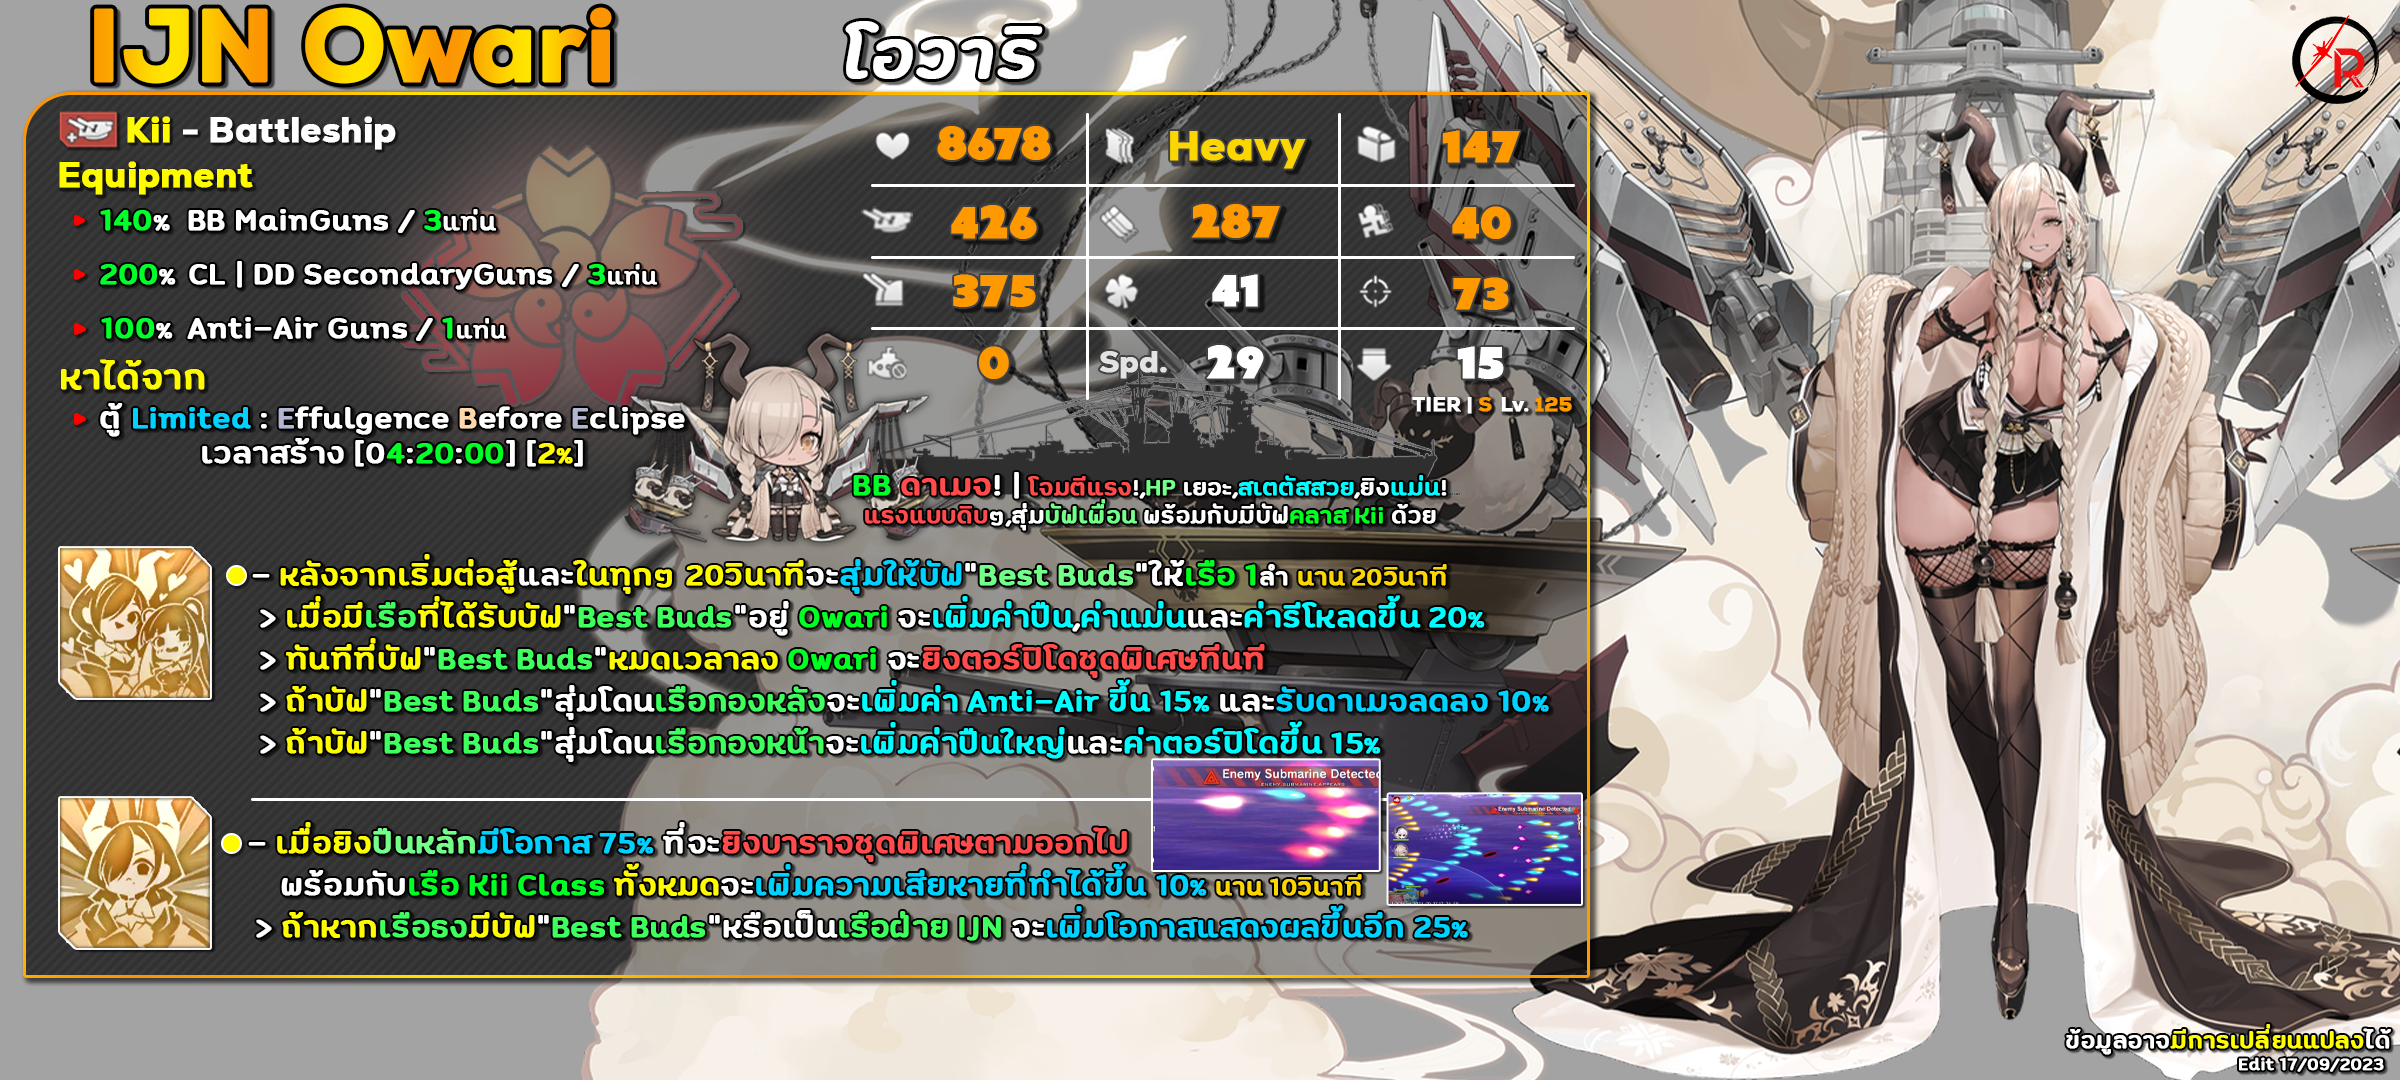 IJN Owari
โอวาริ
Kii - Battleship
Equipment
140% BB MainGuns / 3แท่น
200% CL | DD SecondaryGuns / 3แท่น
100% Anti-Air Guns / 1แท่น
หาได้จาก
ตู้ Limited : Effulgence Before Eclipse
เวลาสร้าง [04:20:00] [2%]
8678 Heavy 147
426 287 40
375 41 73
0 Spd. 29 15
TIER | S Lv. 125
BB ดาเมจ! | โจมตีแรง!,HP เยอะ,สเตตัสสวย,ยิงแม่น!
แรงแบบดิบๆ,สุ่มบัฟเผื่อน พร้อมกับมีบัฟคลาส Kii ด้วย
- หลังจากเริ่มต่อสู้และในทุกๆ 20วินาทีจะสุ่มให้บัฟ"Best Buds"ให้เรือ 1ลำ นาน 20วินาที
> เมื่อมีเรือที่ได้รับบัฟ"Best Buds"อยู่ Owari จะเพิ่มค่าปืน,ค่าแม่นและค่ารีโหลดขึ้น 20%
> ทันทีที่บัฟ"Best Buds"หมดเวลาลง Owari จะยิงตอร์ปิโดชุดพิเศษทีนที
> ถ้าบัฟ"Best Buds"สุ่มโดนเรือกองหลังจะเพิ่มค่า Anti-Air ขึ้น 15% และรับดาเมจลดลง 10%
> ถ้าบัฟ"Best Buds"สุ่มโดนเรือกองหน้าจะเพิ่มค่าปืนใหญ่และค่าตอร์ปิโดขึ้น 15%
Enemy Submarine Detected
ENEMY SUBMARINE APPEARS
Enemy Submarine Detected
- เมื่อยิงปืนหลักมีโอกาส 75% ที่จะยิงบาราจชุดพิเศษตามออกไป
พร้อมกับเรือ Kii Class ทั้งหมดจะเพิ่มความเสียหายที่ทำได้ขึ้น 10% นาน 10วินาที
> ถ้าหากเรือธงมีบัฟ"Best Buds"หรือเป็นเรือฝ่าย IJN จะเพิ่มโอกาสแสดงผลขึ้นอีก 25%
R
ข้อมูลอาจมีการเปลี่ยนแปลงได้
Edit 17/09/2023